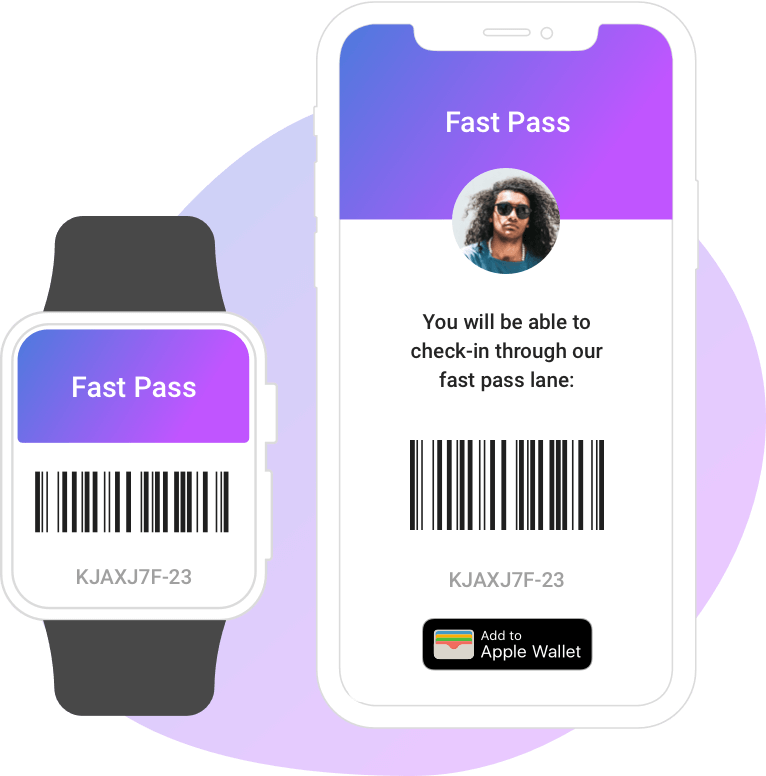 Fast Pass
You will be able to
check-in through our
fast pass lane:
KJAXJ7F-23
Add to
Apple Wallet
Fast Pass
KJAXJ7F-23